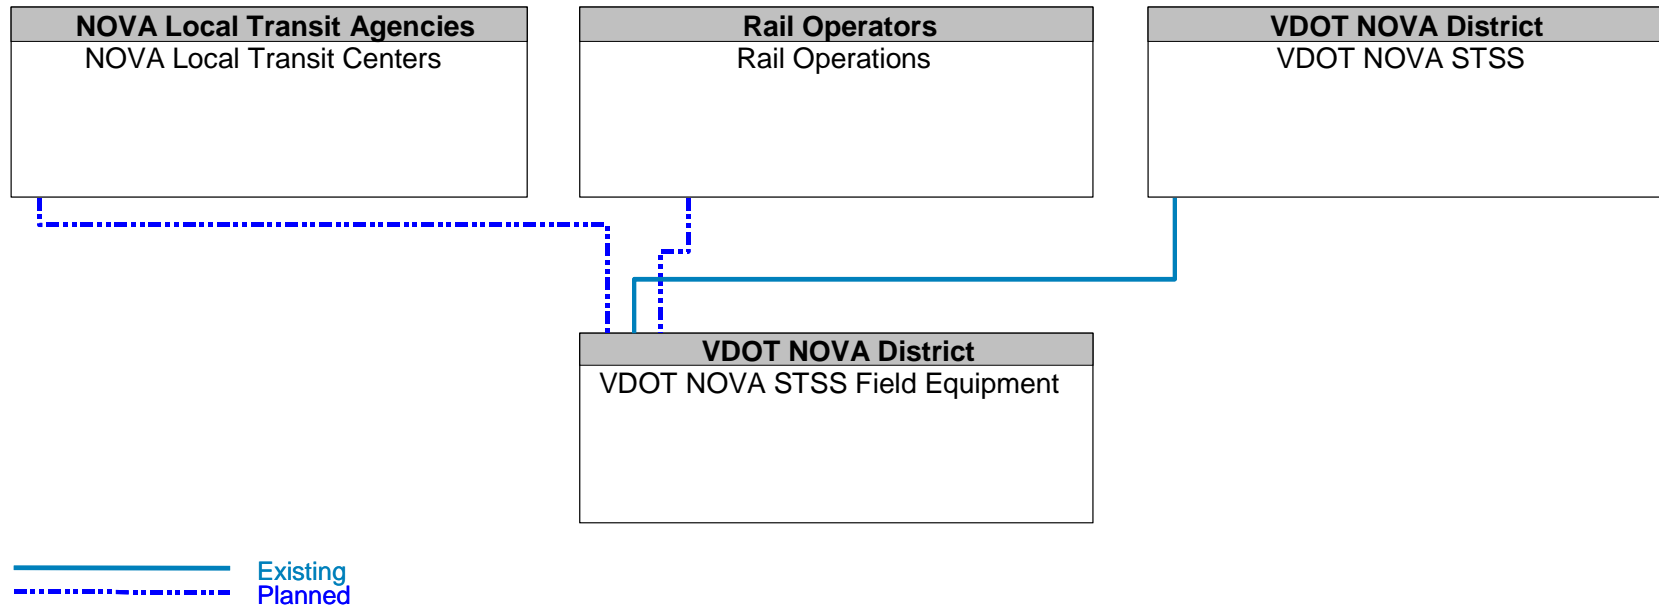 NOVA Local Transit Agencies
NOVA Local Transit Centers
Rail Operators
Rail Operations
VDOT NOVA District
VDOT NOVA STSS
VDOT NOVA District
VDOT NOVA STSS Field Equipment
Existing
Planned